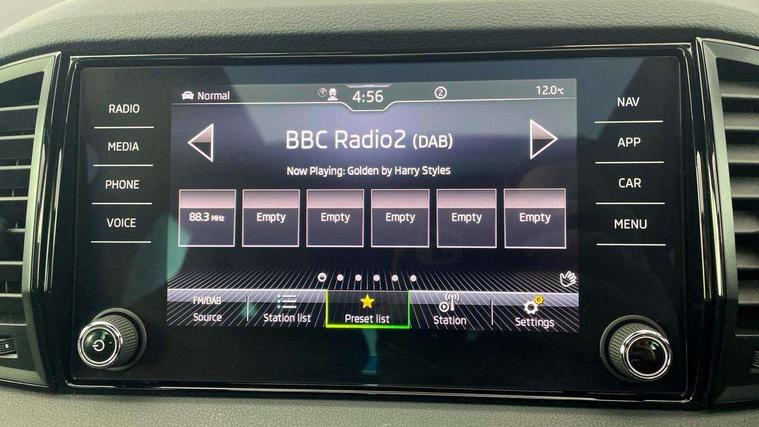 RADIO
MEDIA
PHONE
VOICE
Normal
4:56
2
12.0°C
BBC Radio2 (DAB)
Now Playing: Golden by Harry Styles
88.3 MHz
Empty
Empty
Empty
Empty
Empty
FM/DAB
Source
Station list
Preset list
Station
Settings
NAV
APP
CAR
MENU